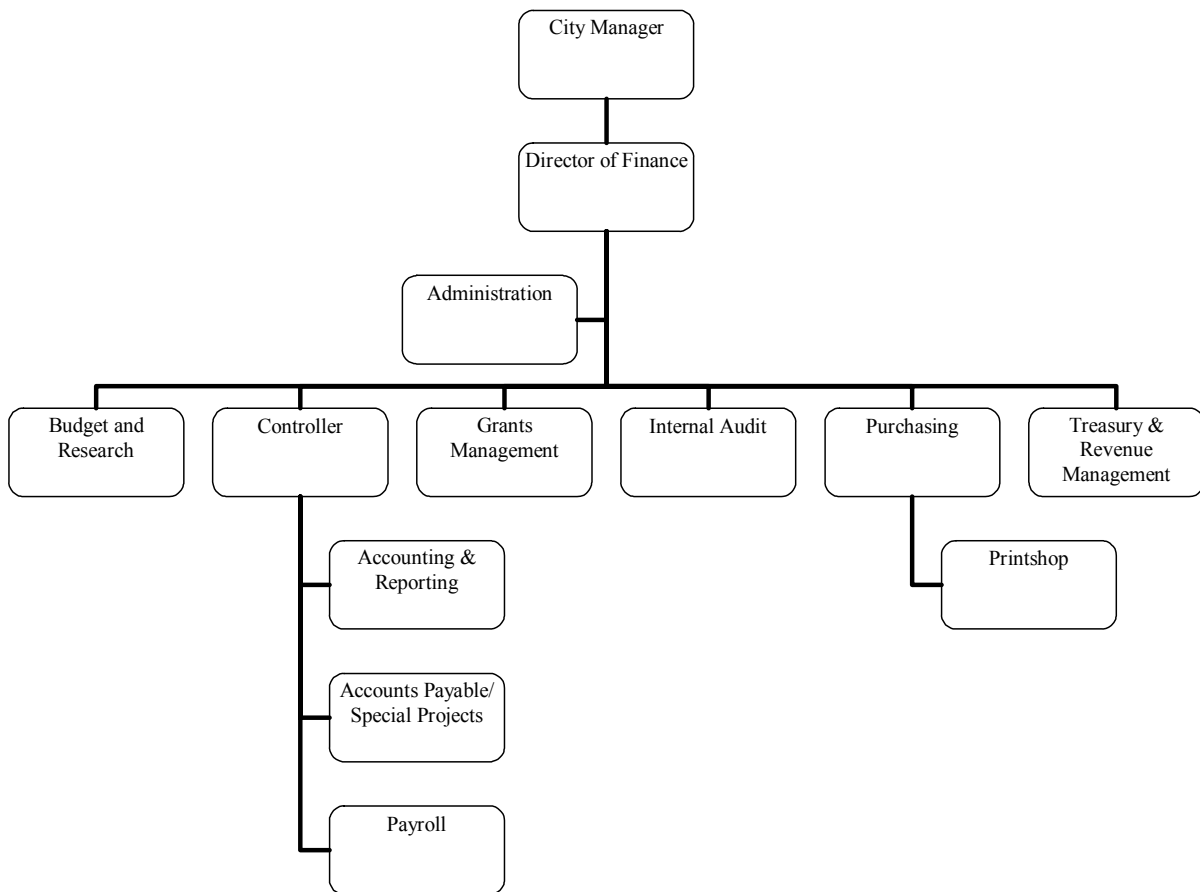 City Manager
Director of Finance
Administration
Budget and
Research
Controller
Grants
Management
Internal Audit
Purchasing
Treasury &
Revenue
Management
Accounting &
Reporting
Printshop
Accounts Payable/
Special Projects
Payroll